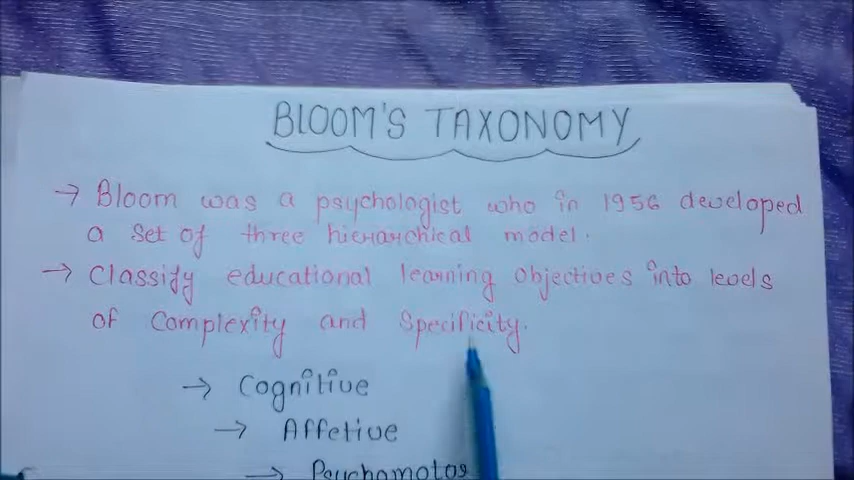 BLOOM'S TAXONOMY
→ Bloom was a psychologist who in 1956 developed
a set of three hierarchical model.
→ Classify educational learning objectives into levels
of complexity and specificity.
→ Cognitive
→ Affetive
→ Psychomotor